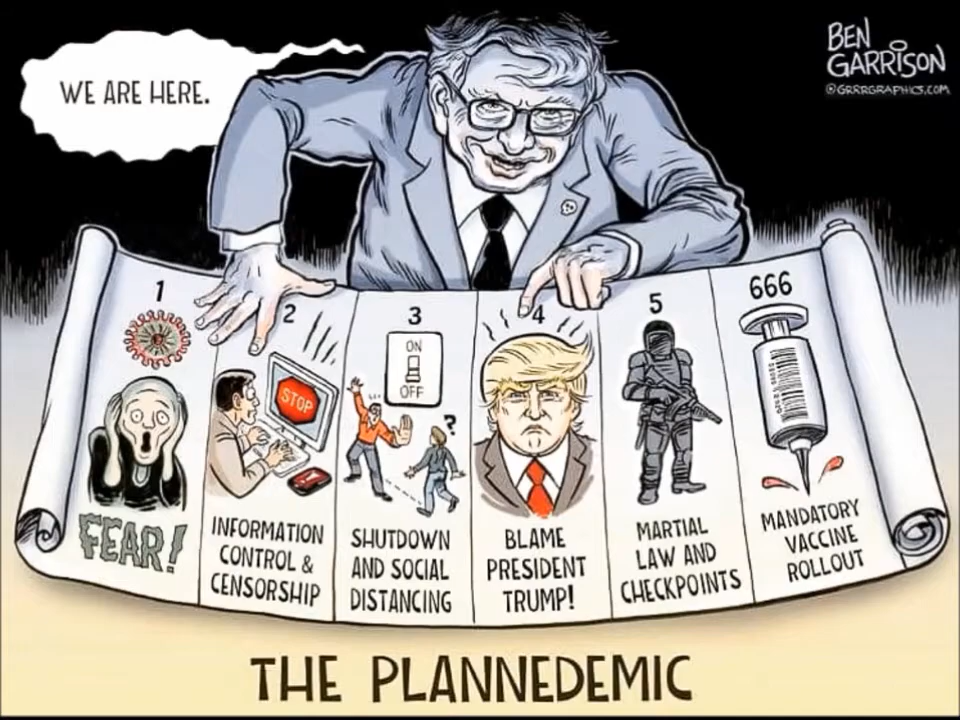 WE ARE HERE.
BEN
GARRISON
©GRRRGRAPHICS.COM
1
FEAR!
2
STOP
INFORMATION
CONTROL &
CENSORSHIP
3
ON
OFF
?
SHUTDOWN
AND SOCIAL
DISTANCING
4
BLAME
PRESIDENT
TRUMP!
5
MARTIAL
LAW AND
CHECKPOINTS
666
MANDATORY
VACCINE
ROLLOUT
THE PLANNEDEMIC